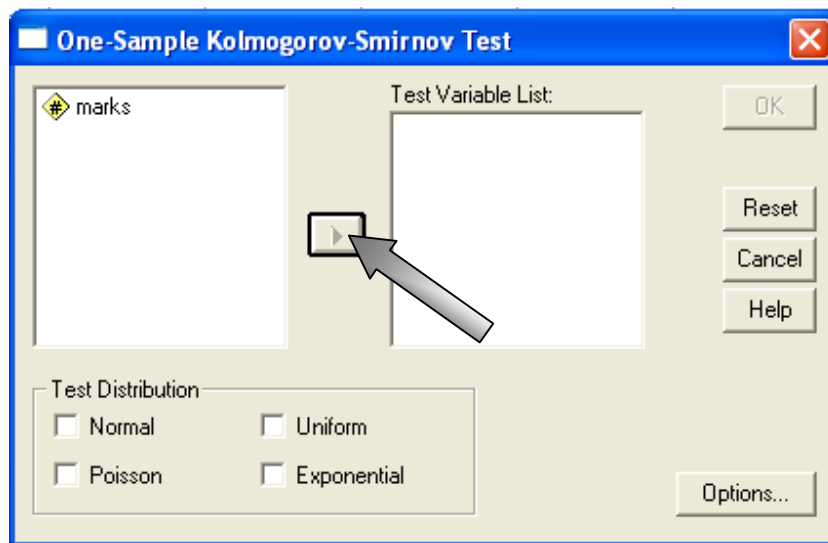 One-Sample Kolmogorov-Smirnov Test
marks
Test Variable List:
OK
Reset
Cancel
Help
Test Distribution
Normal
Uniform
Poisson
Exponential
Options...